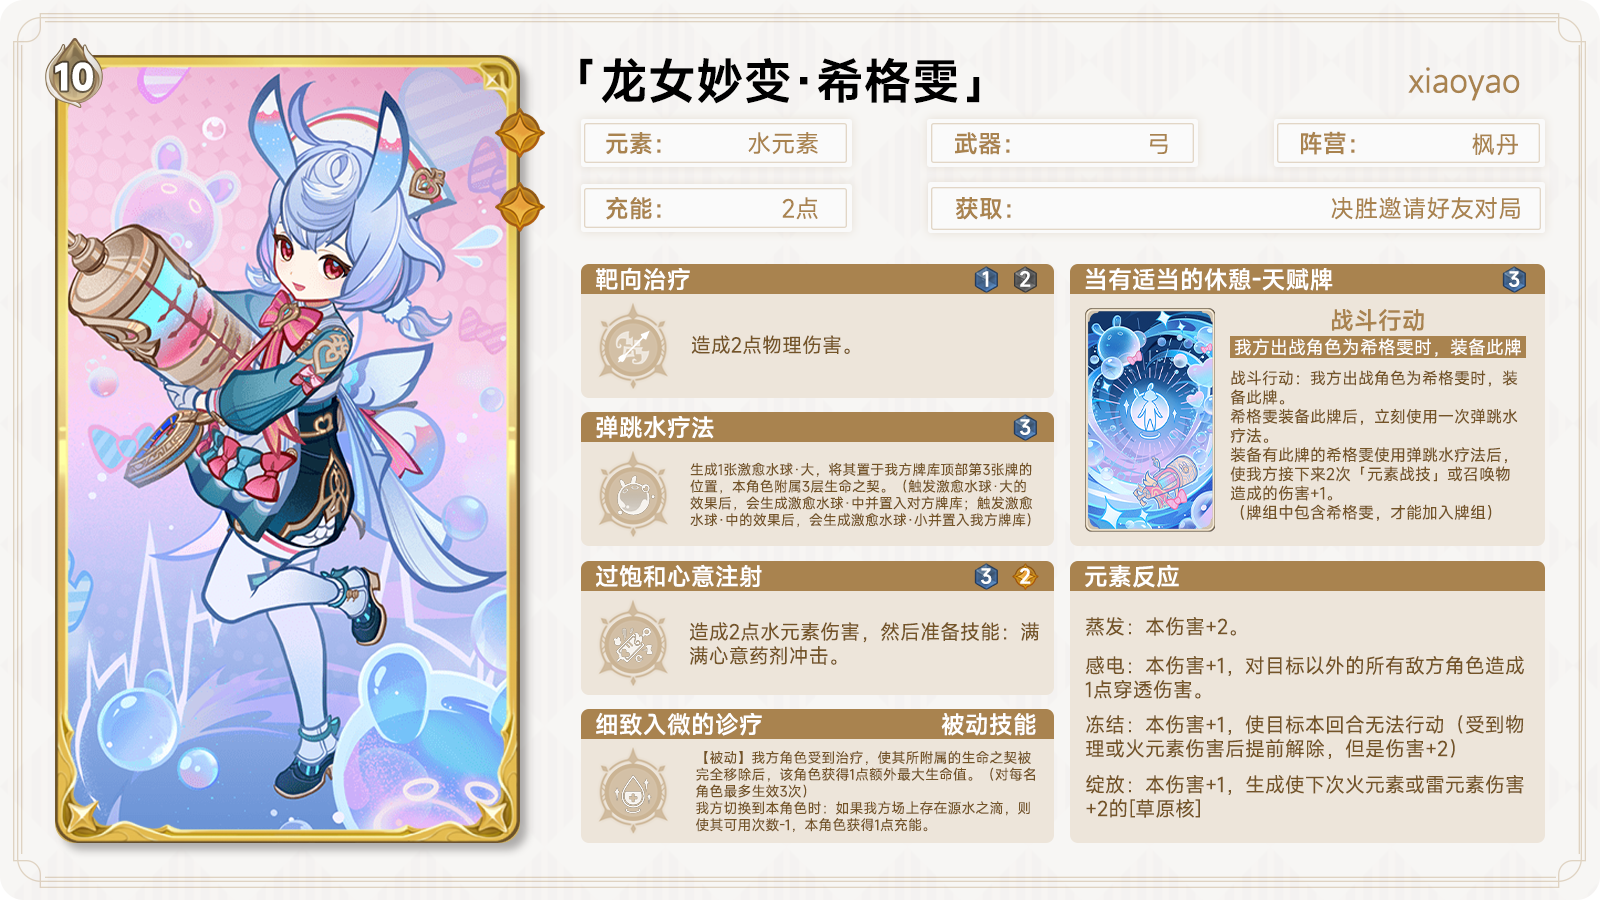 10
「龙女妙变·希格雯」
xiaoyao
元素：
水元素
武器：
弓
阵营：
枫丹
充能：
2点
获取：
决胜邀请好友对局
靶向治疗
1 2
造成2点物理伤害。
弹跳水疗法
3
生成1张激愈水球·大，将其置于我方牌库顶部第3张牌的
位置，本角色附属3层生命之契。（触发激愈水球·大的
效果后，会生成激愈水球·中并置入对方牌库；触发激愈
水球·中的效果后，会生成激愈水球·小并置入我方牌库）
过饱和心意注射
3 2
造成2点水元素伤害，然后准备技能：满
满心意药剂冲击。
细致入微的诊疗
被动技能
【被动】我方角色受到治疗，使其所附属的生命之契被
完全移除后，该角色获得1点额外最大生命值。（对每名
角色最多生效3次）
我方切换到本角色时：如果我方场上存在源水之滴，则
使其可用次数-1，本角色获得1点充能。
当有适当的休憩-天赋牌
3
战斗行动
我方出战角色为希格雯时，装备此牌
战斗行动：我方出战角色为希格雯时，装
备此牌。
希格雯装备此牌后，立刻使用一次弹跳水
疗法。
装备有此牌的希格雯使用弹跳水疗法后，
使我方接下来2次「元素战技」或召唤物
造成的伤害+1。
（牌组中包含希格雯，才能加入牌组）
元素反应
蒸发：本伤害+2。
感电：本伤害+1，对目标以外的所有敌方角色造成
1点穿透伤害。
冻结：本伤害+1，使目标本回合无法行动（受到物
理或火元素伤害后提前解除，但是伤害+2）
绽放：本伤害+1，生成使下次火元素或雷元素伤害
+2的[草原核]